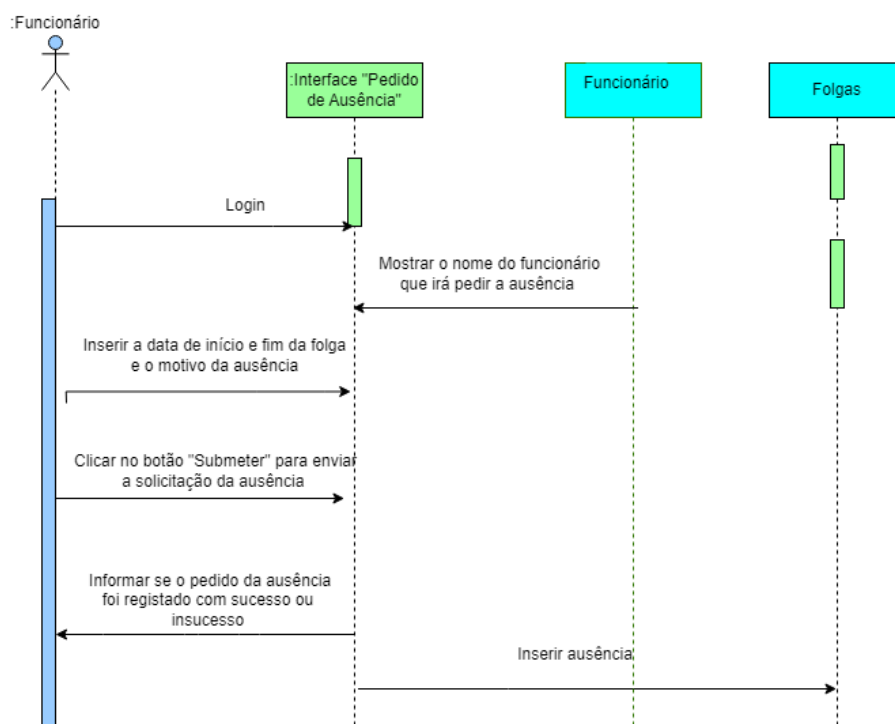 :Funcionário
:Interface "Pedido
de Ausência"
Funcionário
Folgas
Login
Mostrar o nome do funcionário
que irá pedir a ausência
Inserir a data de início e fim da folga
e o motivo da ausência
Clicar no botão "Submeter" para enviar
a solicitação da ausência
Informar se o pedido da ausência
foi registado com sucesso ou
insucesso
Inserir ausência